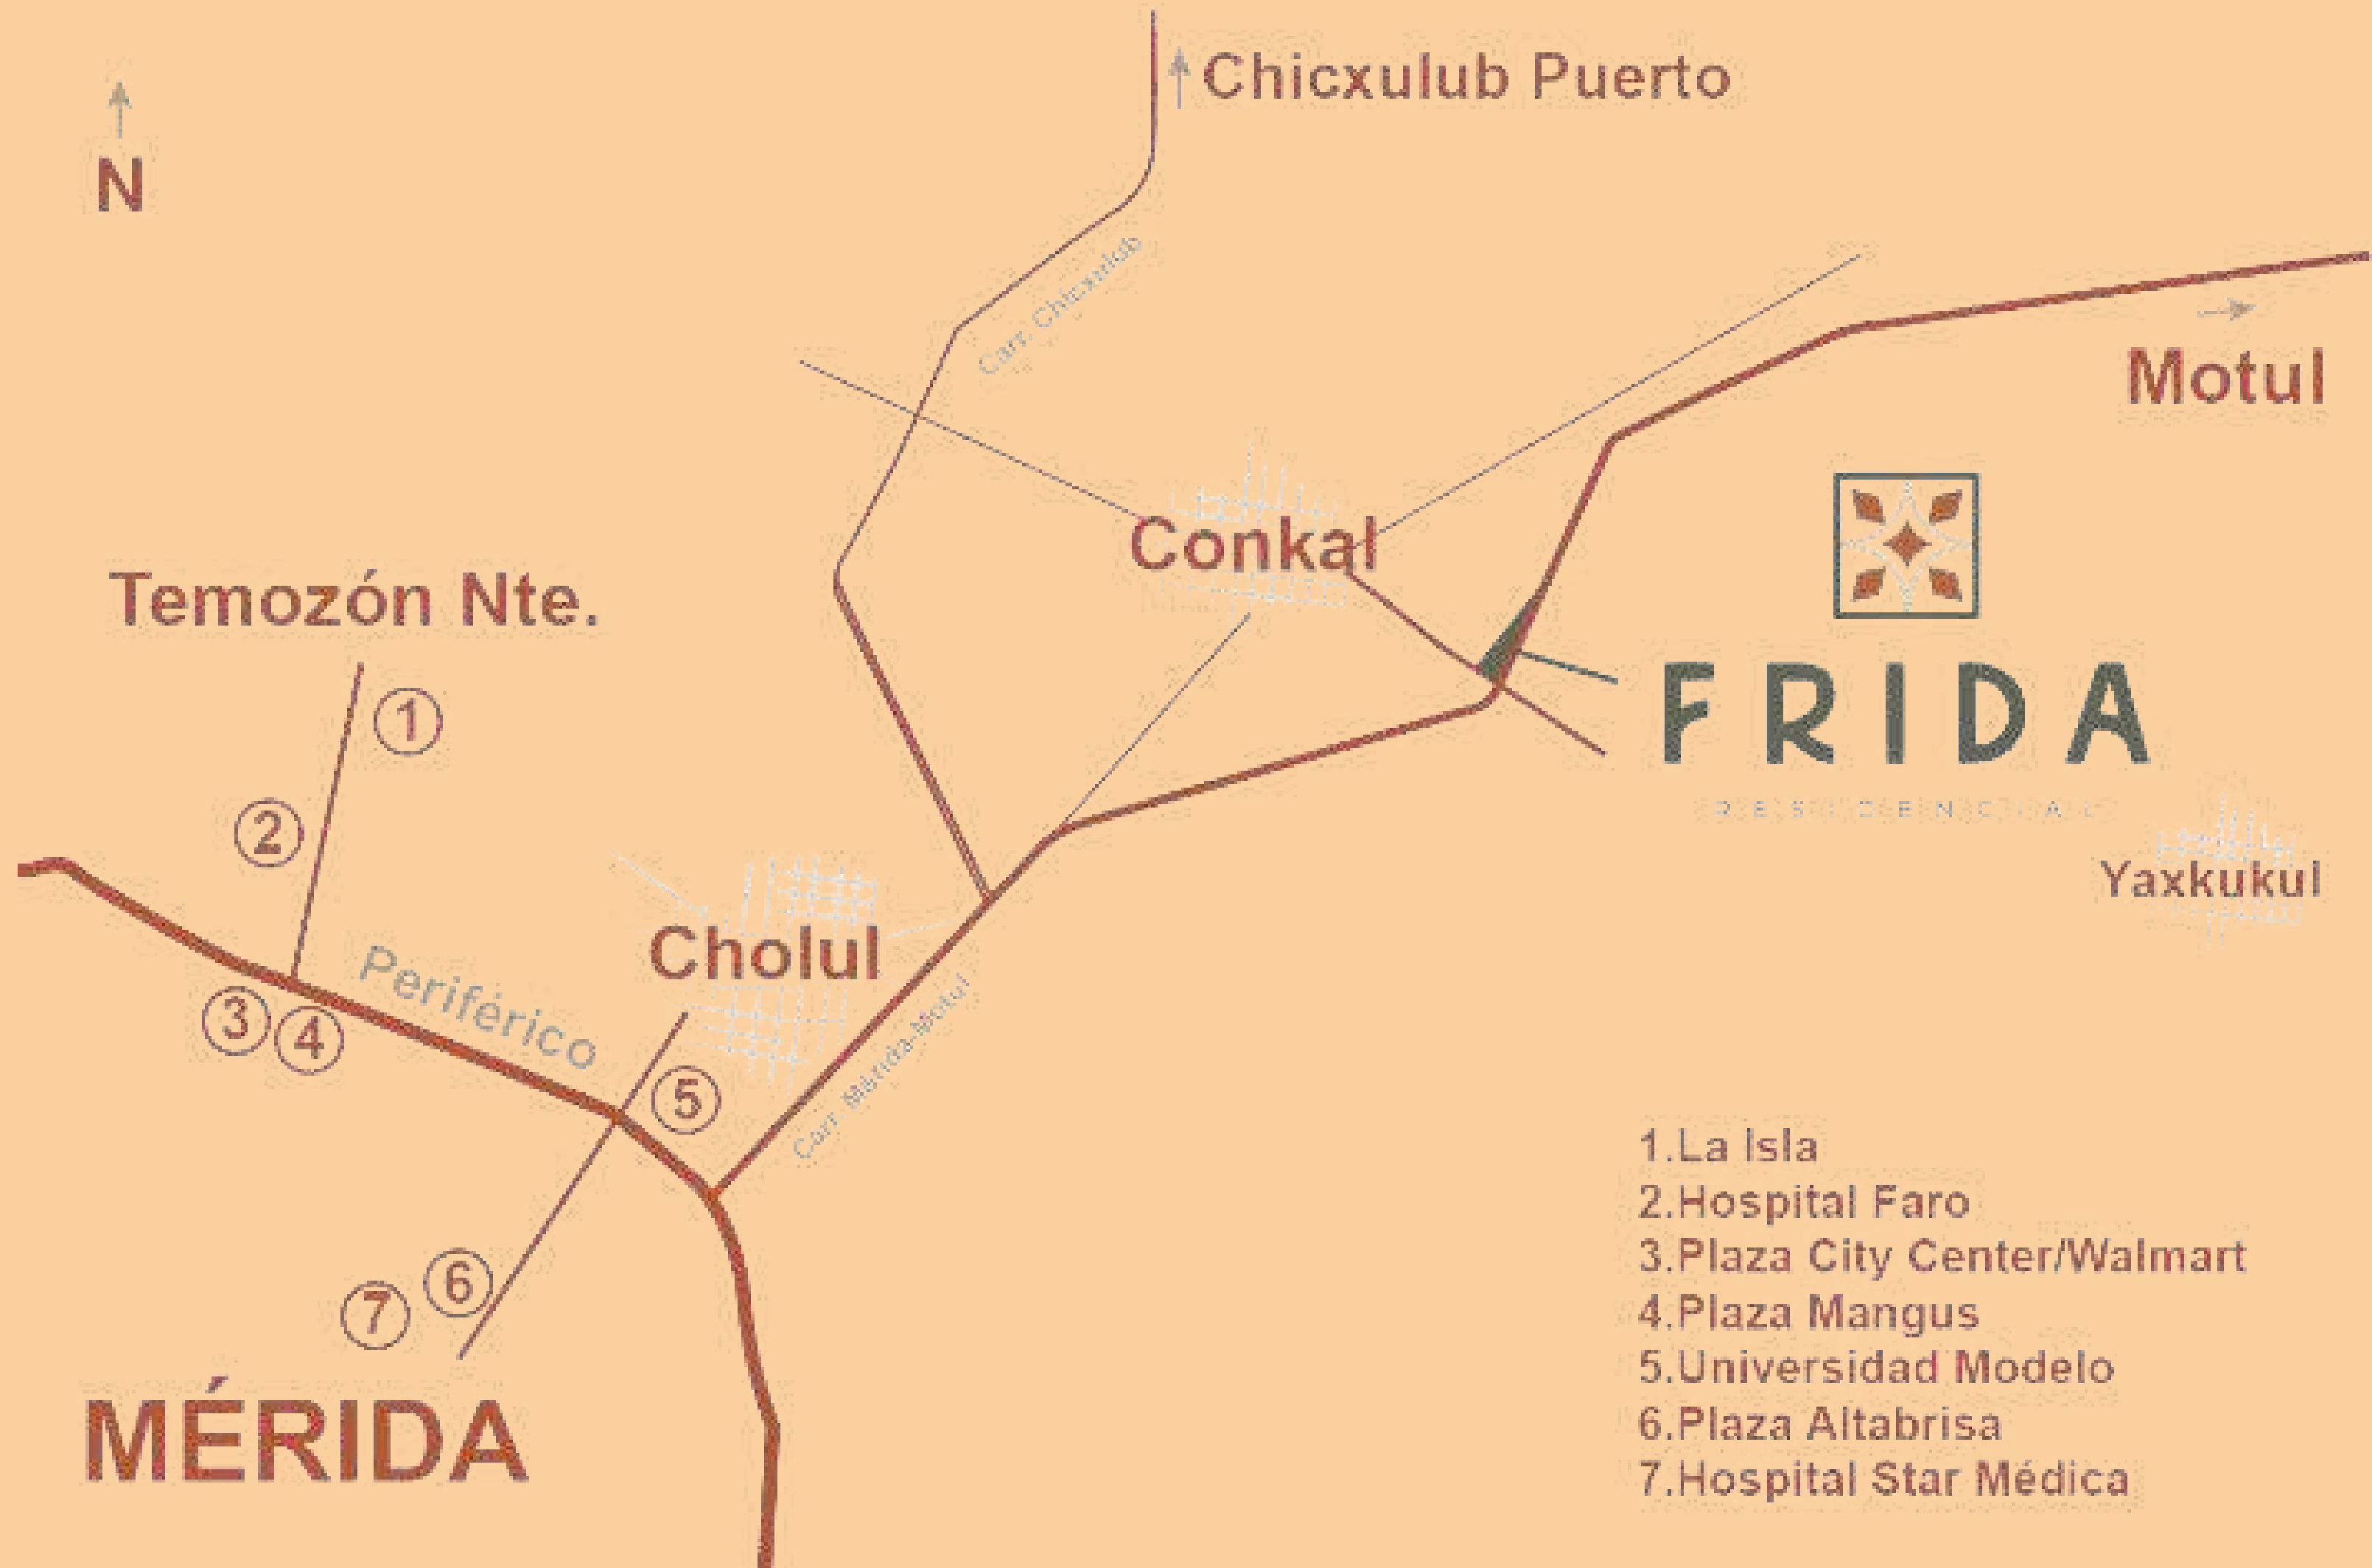 Chicxulub Puerto
N
Carr. Chicxulub
Motul
Conkal
Temozón Nte.
1
FRIDA
RESIDENCIAL
2
Yaxkukul
Cholul
Periférico
3
4
Carr. Mérida-Motul
5
6
7
MÉRIDA
1.La Isla
2.Hospital Faro
3.Plaza City Center/Walmart
4.Plaza Mangus
5.Universidad Modelo
6.Plaza Altabrisa
7.Hospital Star Médica